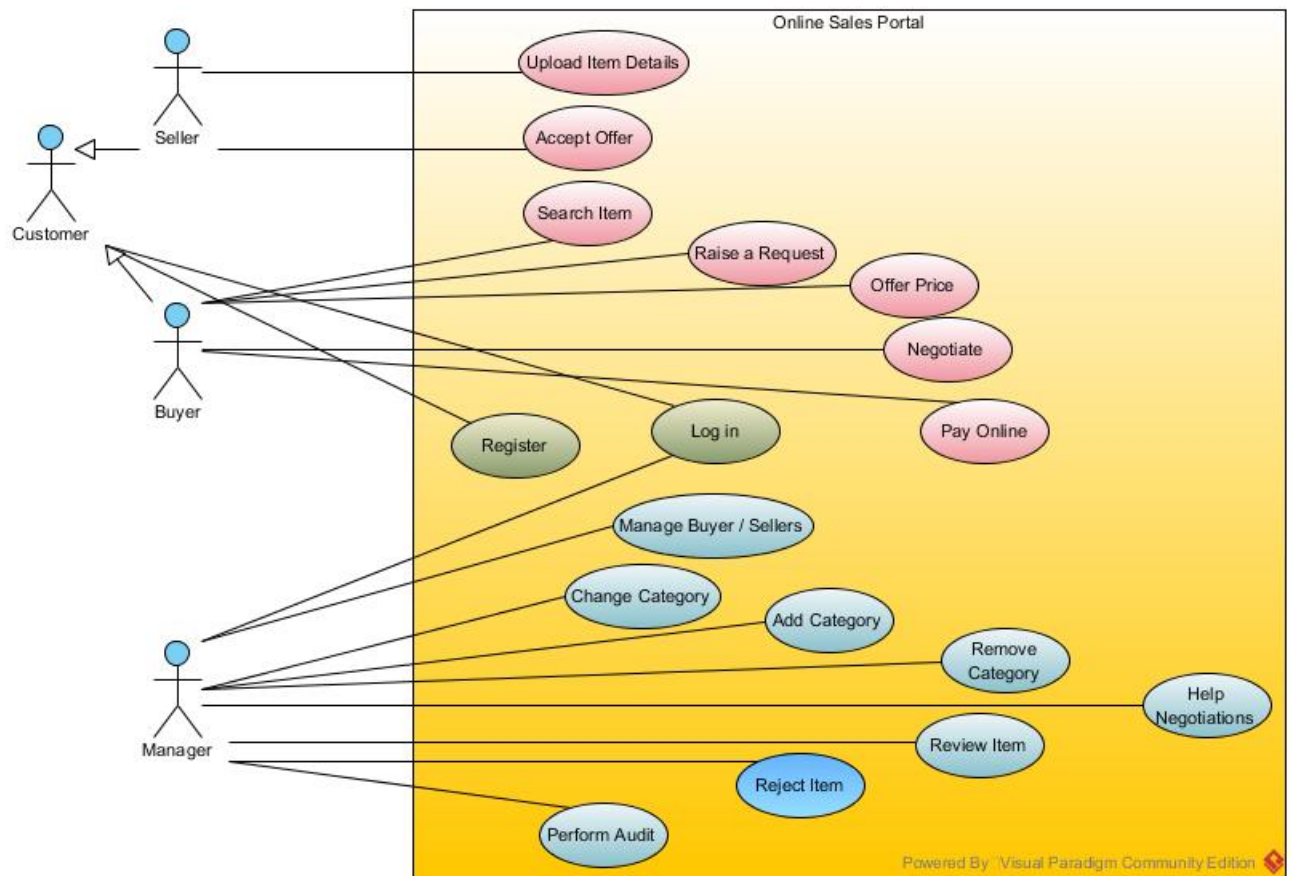 Online Sales Portal
Upload Item Details
Seller
Accept Offer
Customer
Search Item
Raise a Request
Offer Price
Negotiate
Buyer
Register
Log in
Pay Online
Manage Buyer / Sellers
Change Category
Add Category
Remove
Category
Help
Negotiations
Manager
Review Item
Reject Item
Perform Audit
Powered By Visual Paradigm Community Edition